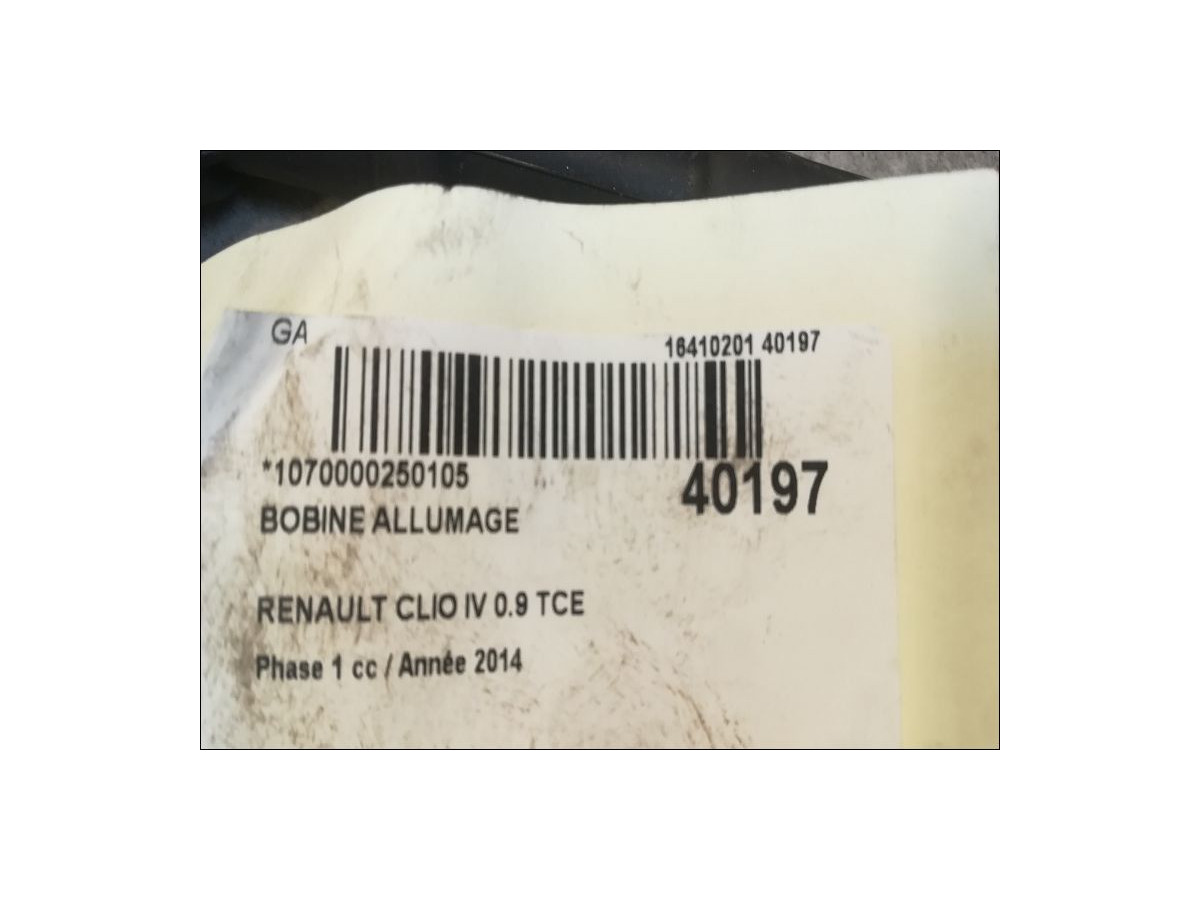 GA
16410201 40197
*1070000250105
40197
BOBINE ALLUMAGE
RENAULT CLIO IV 0.9 TCE
Phase 1 cc / Année 2014